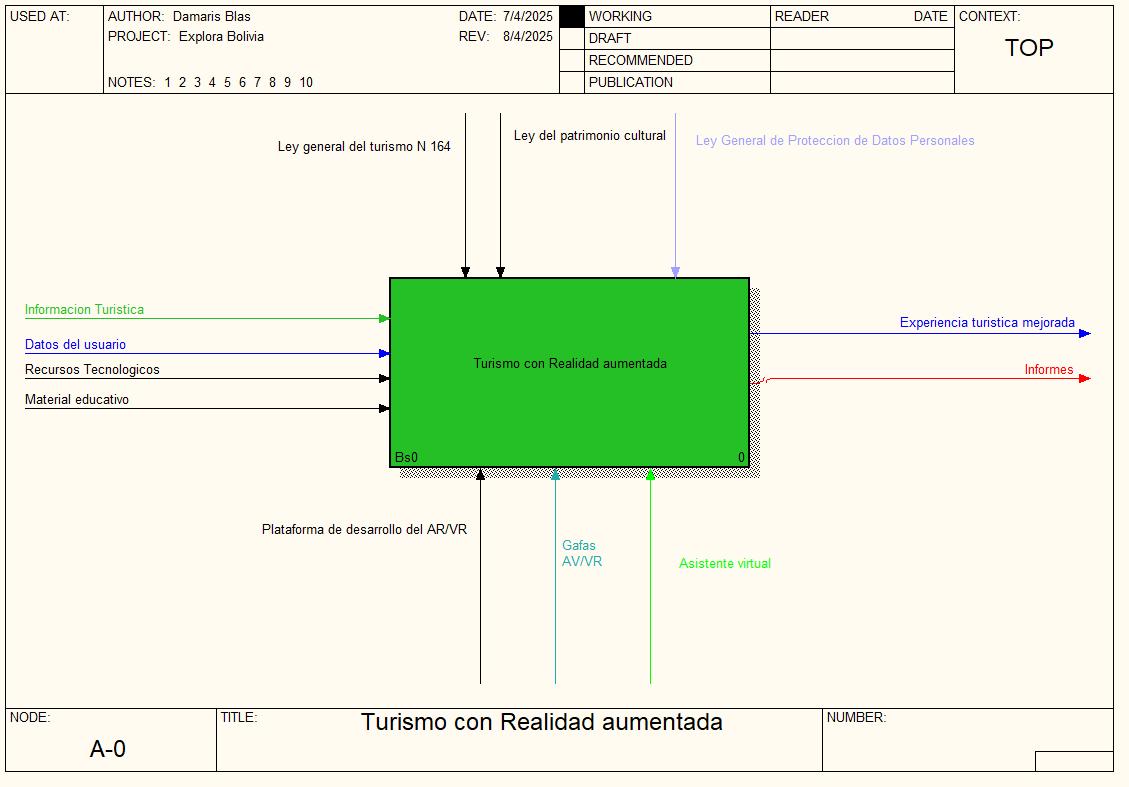 USED AT:
AUTHOR: Damaris Blas
DATE: 7/4/2025
PROJECT: Explora Bolivia
REV: 8/4/2025
NOTES: 1 2 3 4 5 6 7 8 9 10
WORKING
DRAFT
RECOMMENDED
PUBLICATION
READER
DATE
CONTEXT:
TOP
Ley general del turismo N 164
Ley del patrimonio cultural
Ley General de Proteccion de Datos Personales
Informacion Turistica
Datos del usuario
Recursos Tecnologicos
Material educativo
Turismo con Realidad aumentada
Bs0
0
Experiencia turistica mejorada
Informes
Plataforma de desarrollo del AR/VR
Gafas
AV/VR
Asistente virtual
NODE:
A-0
TITLE:
Turismo con Realidad aumentada
NUMBER: